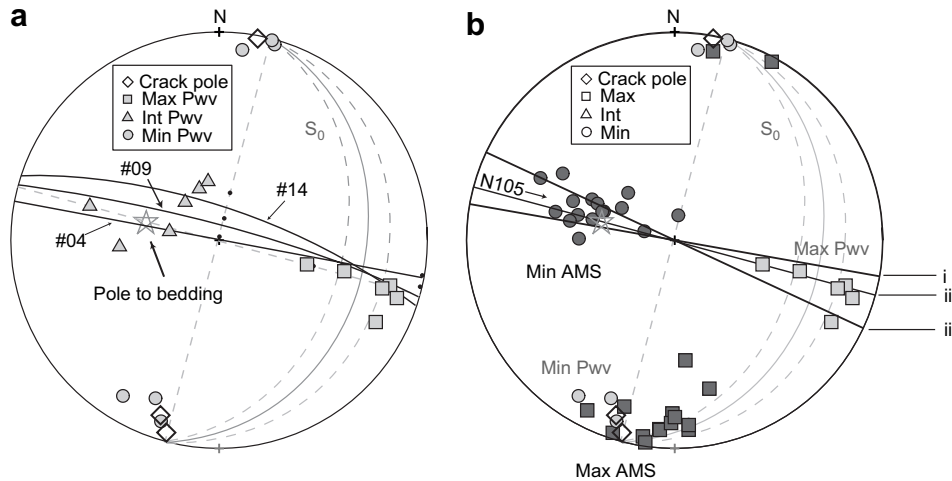 a
N
Crack pole
Max Pwv
Int Pwv
Min Pwv
S0
#09
#14
#04
Pole to bedding
b
N
Crack pole
Max
Int
Min
S0
N105
Max Pwv
Min AMS
i
ii
ii
Min Pwv
Max AMS